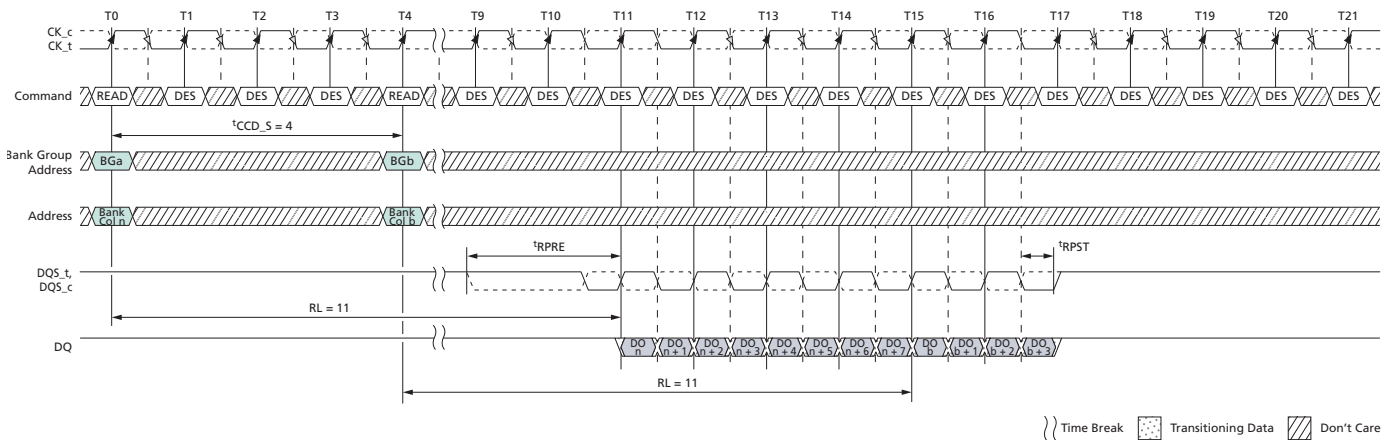 T0 T1 T2 T3 T4 T9 T10 T11 T12 T13 T14 T15 T16 T17 T18 T19 T20 T21
CK_c
CK_t
Command READ DES DES DES READ DES DES DES DES DES DES DES DES DES DES DES DES DES
tCCD_S = 4
Bank Group
Address
BGa BGb
Address
Bank
Col n
Bank
Col b
tRPRE tRPST
DQS_t,
DQS_c
RL = 11
DQ
DO
n
DO
n + 1
DO
n + 2
DO
n + 3
DO
n + 4
DO
n + 5
DO
n + 6
DO
n + 7
DO
b
DO
b + 1
DO
b + 2
DO
b + 3
RL = 11
Time Break Transitioning Data Don't Care